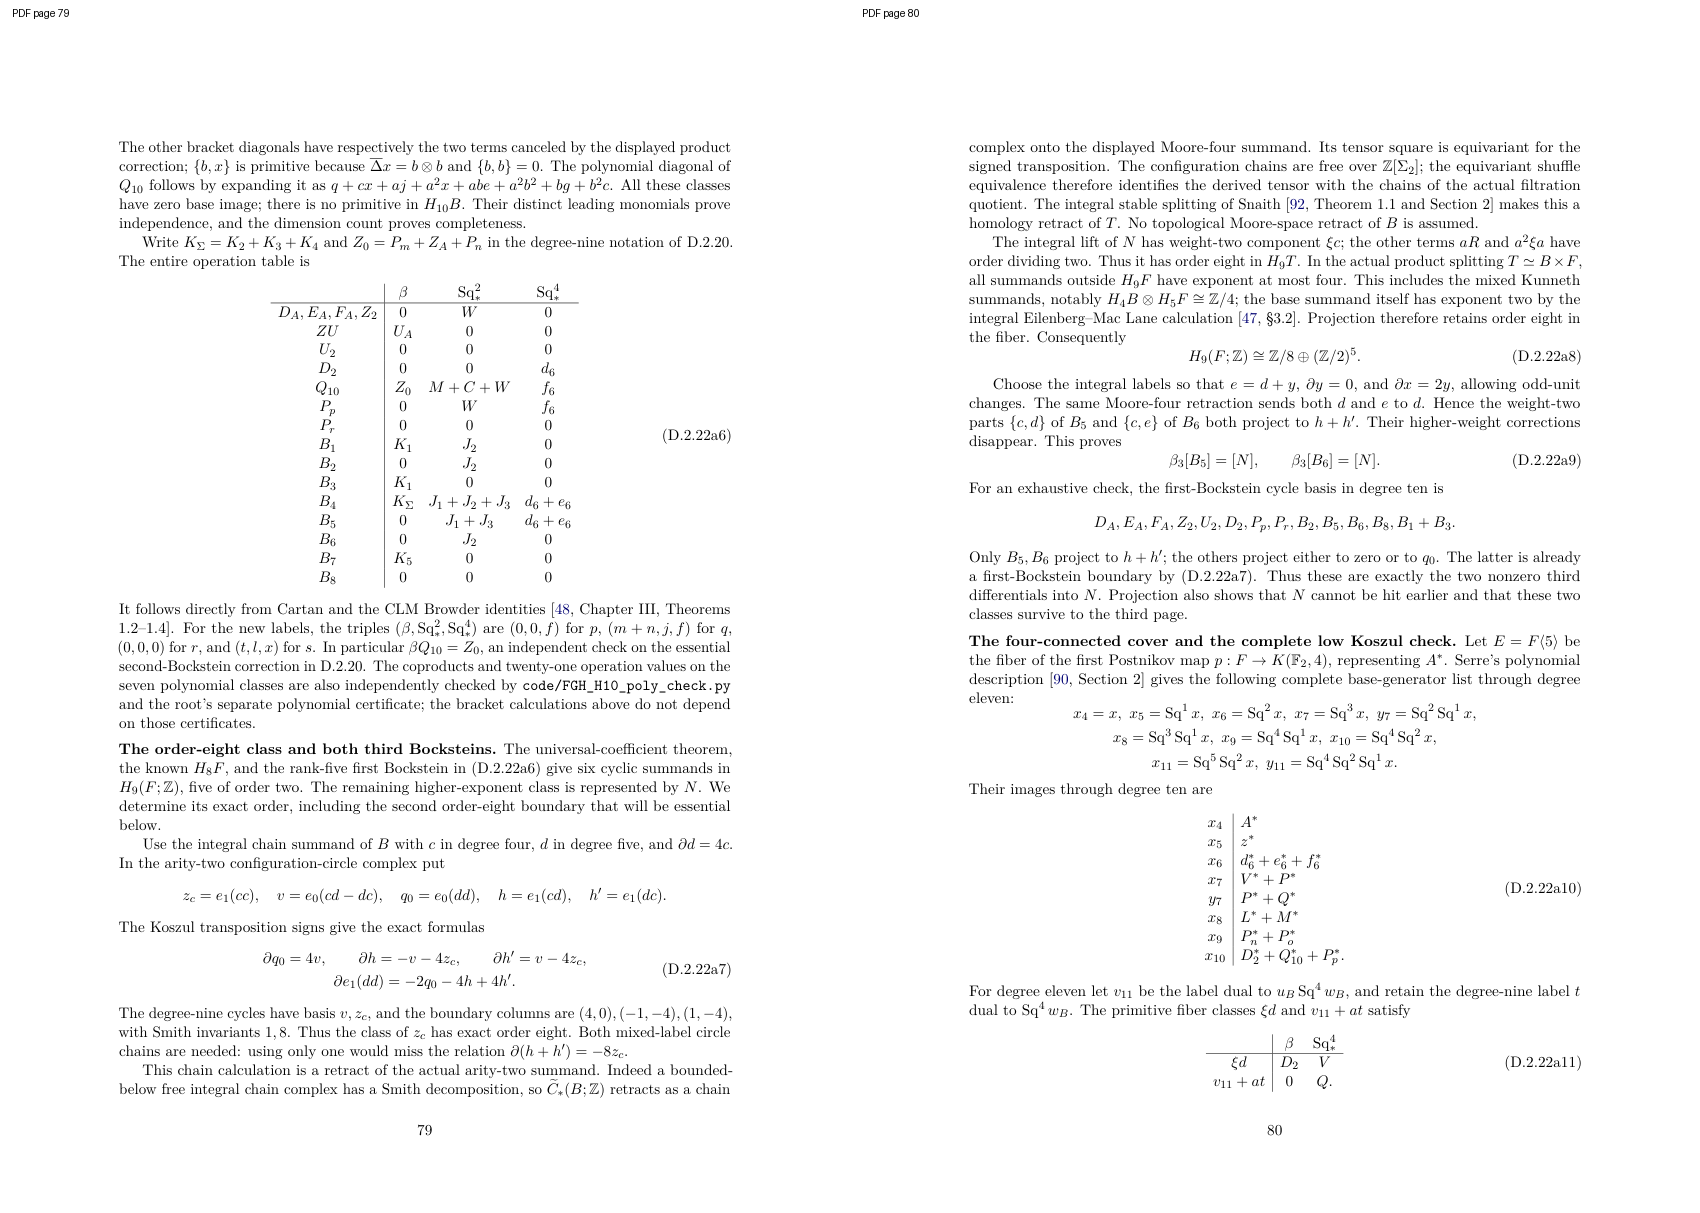 PDF page 79
The other bracket diagonals have respectively the two terms canceled by the displayed product
correction; {b, x} is primitive because Δ̅x = b ⊗ b and {b, b} = 0. The polynomial diagonal of
Q₁₀ follows by expanding it as q + cx + aj + a²x + abe + a²b² + bg + b²c. All these classes
have zero base image; there is no primitive in H₁₀B. Their distinct leading monomials prove
independence, and the dimension count proves completeness.
Write K_Σ = K₂ + K₃ + K₄ and Z₀ = P_m + Z_A + P_n in the degree-nine notation of D.2.20.
The entire operation table is
β Sq²_* Sq⁴_*
D_A, E_A, F_A, Z₂ 0 W 0
ZU U_A 0 0
U₂ 0 0 0
D₂ 0 0 d₆
Q₁₀ Z₀ M + C + W f₆
P_p 0 W f₆
P_r 0 0 0
B₁ K₁ J₂ 0
B₂ 0 J₂ 0
B₃ K₁ 0 0
B₄ K_Σ J₁ + J₂ + J₃ d₆ + e₆
B₅ 0 J₁ + J₃ d₆ + e₆
B₆ 0 J₂ 0
B₇ K₅ 0 0
B₈ 0 0 0
(D.2.22a6)
It follows directly from Cartan and the CLM Browder identities [48, Chapter III, Theorems
1.2–1.4]. For the new labels, the triples (β, Sq²_*, Sq⁴_*) are (0, 0, f) for p, (m + n, j, f) for q,
(0, 0, 0) for r, and (t, l, x) for s. In particular βQ₁₀ = Z₀, an independent check on the essential
second-Bockstein correction in D.2.20. The coproducts and twenty-one operation values on the
seven polynomial classes are also independently checked by code/FGH_H10_poly_check.py
and the root's separate polynomial certificate; the bracket calculations above do not depend
on those certificates.
The order-eight class and both third Bocksteins. The universal-coefficient theorem,
the known H₈F, and the rank-five first Bockstein in (D.2.22a6) give six cyclic summands in
H₉(F; ℤ), five of order two. The remaining higher-exponent class is represented by N. We
determine its exact order, including the second order-eight boundary that will be essential
below.
Use the integral chain summand of B with c in degree four, d in degree five, and ∂d = 4c.
In the arity-two configuration-circle complex put
z_c = e₁(cc), v = e₀(cd − dc), q₀ = e₀(dd), h = e₁(cd), h′ = e₁(dc).
The Koszul transposition signs give the exact formulas
∂q₀ = 4v, ∂h = −v − 4z_c, ∂h′ = v − 4z_c,
∂e₁(dd) = −2q₀ − 4h + 4h′.
(D.2.22a7)
The degree-nine cycles have basis v, z_c, and the boundary columns are (4, 0), (−1, −4), (1, −4),
with Smith invariants 1, 8. Thus the class of z_c has exact order eight. Both mixed-label circle
chains are needed: using only one would miss the relation ∂(h + h′) = −8z_c.
This chain calculation is a retract of the actual arity-two summand. Indeed a bounded-
below free integral chain complex has a Smith decomposition, so C̃_*(B; ℤ) retracts as a chain
79
PDF page 80
complex onto the displayed Moore-four summand. Its tensor square is equivariant for the
signed transposition. The configuration chains are free over ℤ[Σ₂]; the equivariant shuffle
equivalence therefore identifies the derived tensor with the chains of the actual filtration
quotient. The integral stable splitting of Snaith [92, Theorem 1.1 and Section 2] makes this a
homology retract of T. No topological Moore-space retract of B is assumed.
The integral lift of N has weight-two component ξc; the other terms aR and a²ξa have
order dividing two. Thus it has order eight in H₉T. In the actual product splitting T ≃ B × F,
all summands outside H₉F have exponent at most four. This includes the mixed Kunneth
summands, notably H₄B ⊗ H₅F ≅ ℤ/4; the base summand itself has exponent two by the
integral Eilenberg–Mac Lane calculation [47, §3.2]. Projection therefore retains order eight in
the fiber. Consequently
H₉(F; ℤ) ≅ ℤ/8 ⊕ (ℤ/2)⁵. (D.2.22a8)
Choose the integral labels so that e = d + y, ∂y = 0, and ∂x = 2y, allowing odd-unit
changes. The same Moore-four retraction sends both d and e to d. Hence the weight-two
parts {c, d} of B₅ and {c, e} of B₆ both project to h + h′. Their higher-weight corrections
disappear. This proves
β₃[B₅] = [N], β₃[B₆] = [N]. (D.2.22a9)
For an exhaustive check, the first-Bockstein cycle basis in degree ten is
D_A, E_A, F_A, Z₂, U₂, D₂, P_p, P_r, B₂, B₅, B₆, B₈, B₁ + B₃.
Only B₅, B₆ project to h + h′; the others project either to zero or to q₀. The latter is already
a first-Bockstein boundary by (D.2.22a7). Thus these are exactly the two nonzero third
differentials into N. Projection also shows that N cannot be hit earlier and that these two
classes survive to the third page.
The four-connected cover and the complete low Koszul check. Let E = F⟨5⟩ be
the fiber of the first Postnikov map p : F → K(𝔽₂, 4), representing A*. Serre's polynomial
description [90, Section 2] gives the following complete base-generator list through degree
eleven:
x₄ = x, x₅ = Sq¹ x, x₆ = Sq² x, x₇ = Sq³ x, y₇ = Sq² Sq¹ x,
x₈ = Sq³ Sq¹ x, x₉ = Sq⁴ Sq¹ x, x₁₀ = Sq⁴ Sq² x,
x₁₁ = Sq⁵ Sq² x, y₁₁ = Sq⁴ Sq² Sq¹ x.
Their images through degree ten are
x₄ A*
x₅ z*
x₆ d₆* + e₆* + f₆*
x₇ V* + P*
y₇ P* + Q*
x₈ L* + M*
x₉ P_n* + P_o*
x₁₀ D₂* + Q₁₀* + P_p*.
(D.2.22a10)
For degree eleven let v₁₁ be the label dual to u_B Sq⁴ w_B, and retain the degree-nine label t
dual to Sq⁴ w_B. The primitive fiber classes ξd and v₁₁ + at satisfy
β Sq⁴_*
ξd D₂ V
v₁₁ + at 0 Q.
(D.2.22a11)
80